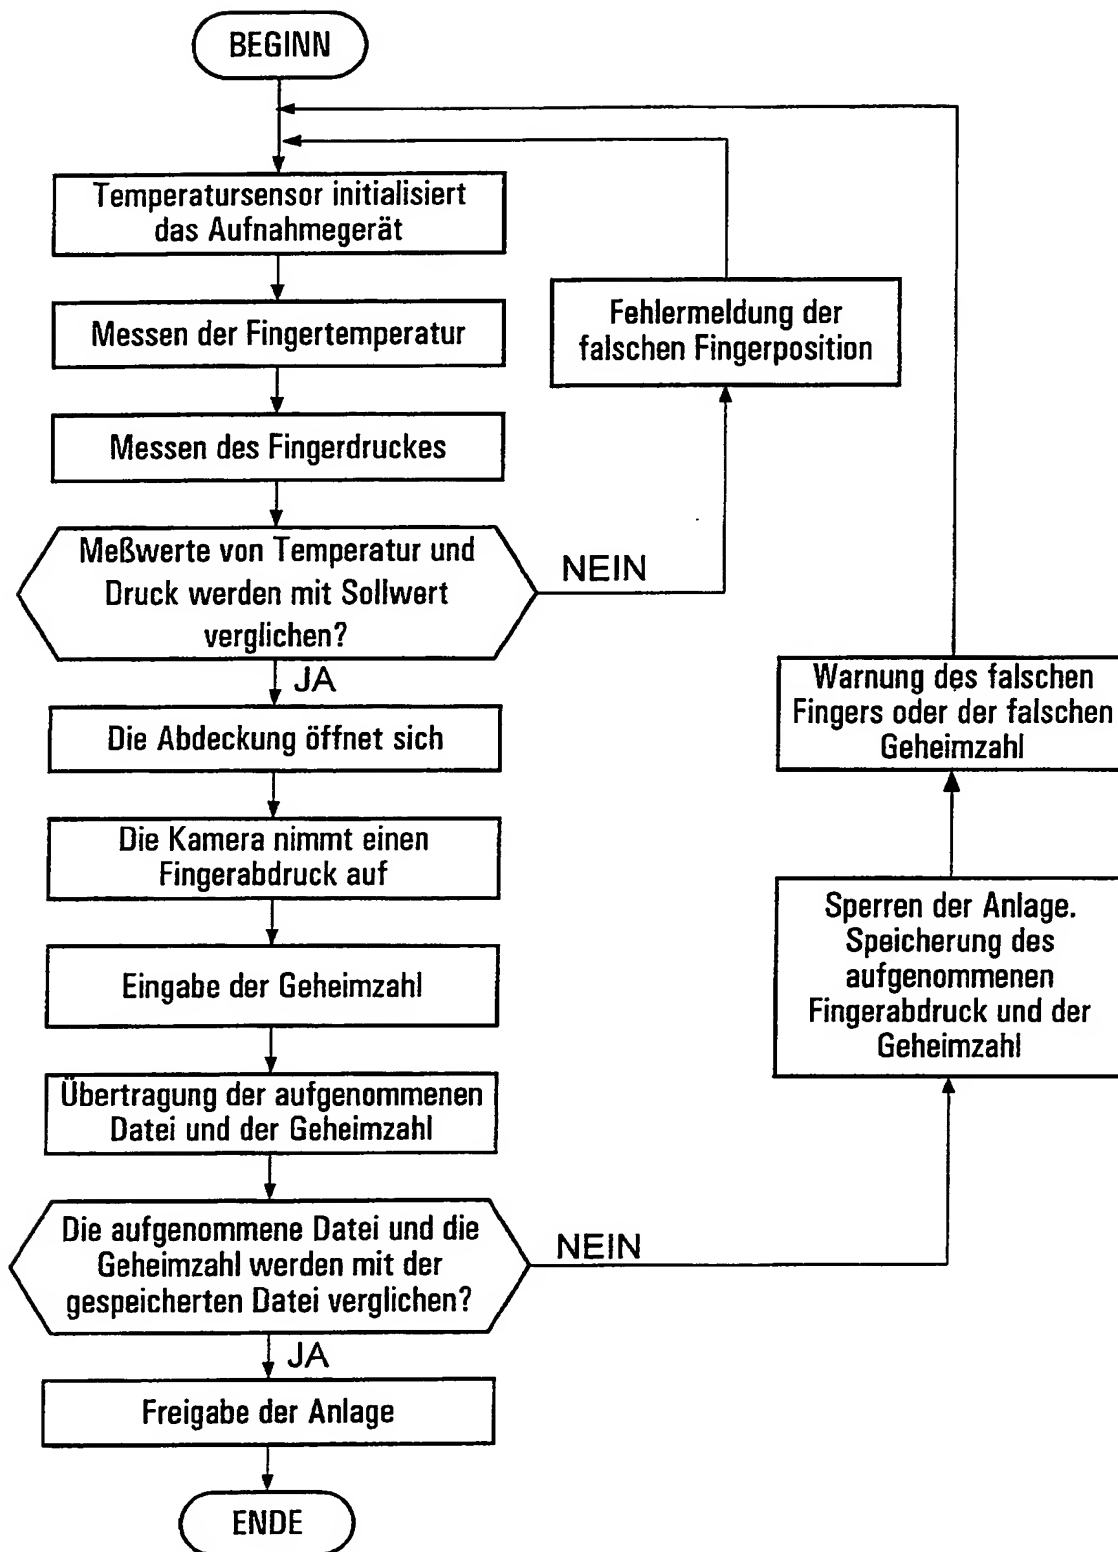 BEGINN
Temperatursensor initialisiert
das Aufnahmegerät
Messen der Fingertemperatur
Fehlermeldung der
falschen Fingerposition
Messen des Fingerdruckes
Meßwerte von Temperatur und
Druck werden mit Sollwert
verglichen?
NEIN
JA
Die Abdeckung öffnet sich
Warnung des falschen
Fingers oder der falschen
Geheimzahl
Die Kamera nimmt einen
Fingerabdruck auf
Sperren der Anlage.
Speicherung des
aufgenommenen
Fingerabdruck und der
Geheimzahl
Eingabe der Geheimzahl
Übertragung der aufgenommenen
Datei und der Geheimzahl
Die aufgenommene Datei und die
Geheimzahl werden mit der
gespeicherten Datei verglichen?
NEIN
JA
Freigabe der Anlage
ENDE